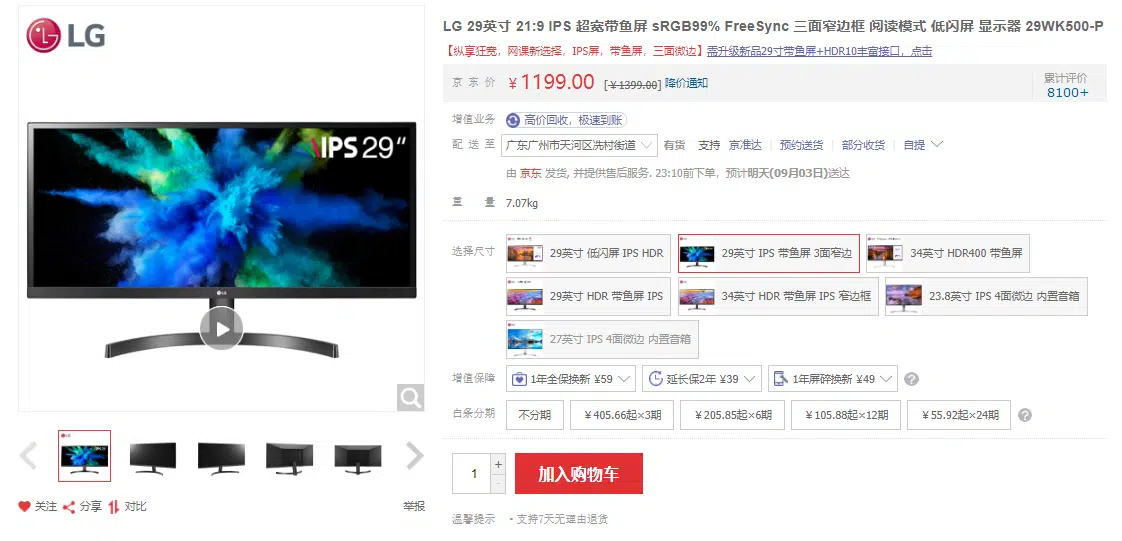 LG
IPS 29"
LG 29英寸 21:9 IPS 超宽带鱼屏 sRGB99% FreeSync 三面窄边框 阅读模式 低闪屏 显示器 29WK500-P
【纵享狂宽，网课新选择，IPS屏，带鱼屏，三面微边】需升级新品29寸带鱼屏+HDR10丰富接口，点击
京东价 ￥1199.00 [￥1399.00] 降价通知
累计评价
8100+
增值业务 高价回收，极速到账
配送至 广东广州市天河区冼村街道 有货 支持 京准达 预约送货 部分收货 自提
由 京东 发货, 并提供售后服务. 23:10前下单，预计明天(09月03日)送达
重量 7.07kg
选择尺寸 29英寸 低闪屏 IPS HDR 29英寸 IPS 带鱼屏 3面窄边 34英寸 HDR400 带鱼屏
29英寸 HDR 带鱼屏 IPS 34英寸 HDR 带鱼屏 IPS 窄边框 23.8英寸 IPS 4面微边 内置音箱
27英寸 IPS 4面微边 内置音箱
增值保障 1年全保换新 ¥59 延长保2年 ¥39 1年屏碎换新 ¥49 ?
白条分期 不分期 ￥405.66起×3期 ￥205.85起×6期 ￥105.88起×12期 ￥55.92起×24期 ?
1 + - 加入购物车
关注 分享 对比 举报
温馨提示 ·支持7天无理由退货